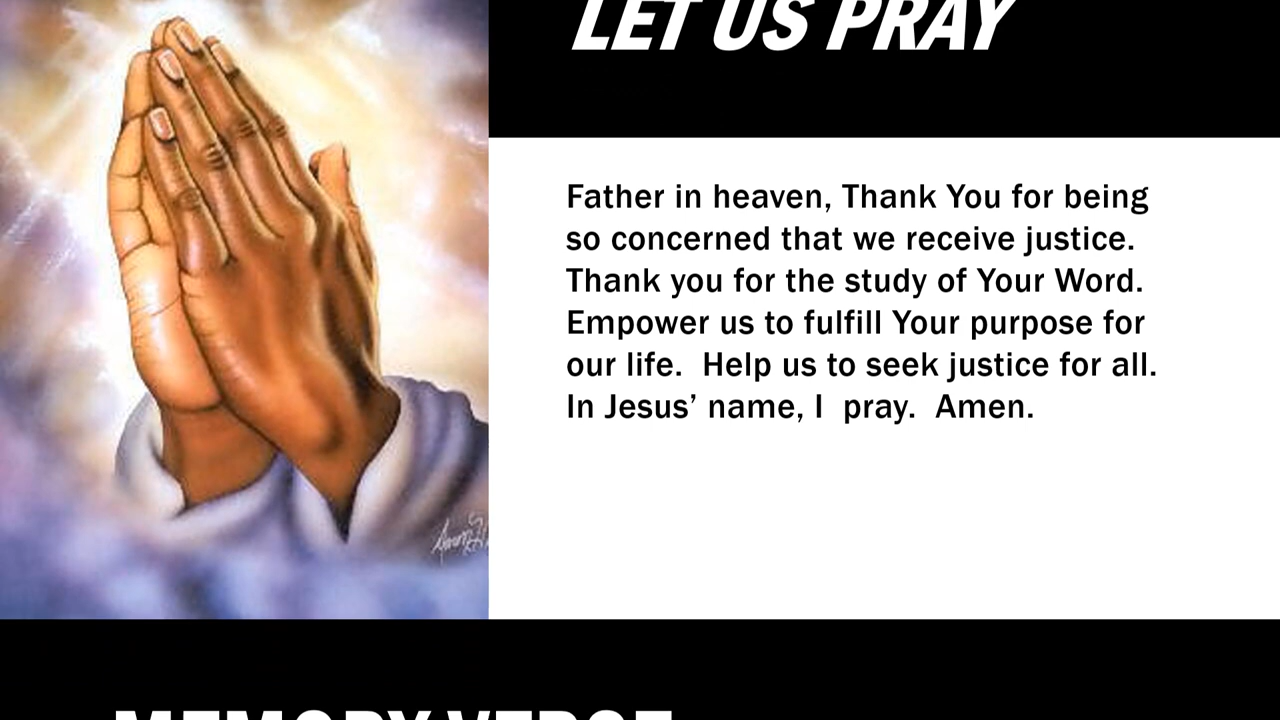 LET US PRAY
Father in heaven, Thank You for being
so concerned that we receive justice.
Thank you for the study of Your Word.
Empower us to fulfill Your purpose for
our life.  Help us to seek justice for all.
In Jesus’ name, I  pray.  Amen.
MEMORY VERSE